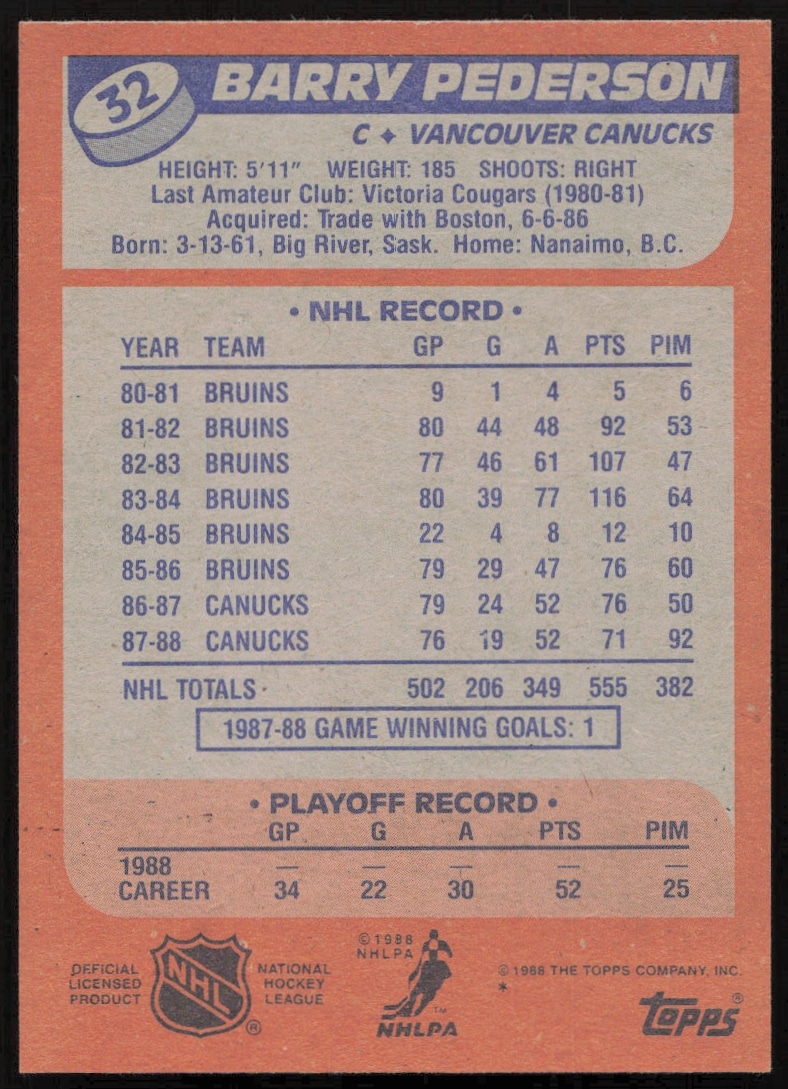 32
BARRY PEDERSON
C ✦ VANCOUVER CANUCKS
HEIGHT: 5'11" WEIGHT: 185 SHOOTS: RIGHT
Last Amateur Club: Victoria Cougars (1980-81)
Acquired: Trade with Boston, 6-6-86
Born: 3-13-61, Big River, Sask. Home: Nanaimo, B.C.
• NHL RECORD •
YEAR TEAM GP G A PTS PIM
80-81 BRUINS 9 1 4 5 6
81-82 BRUINS 80 44 48 92 53
82-83 BRUINS 77 46 61 107 47
83-84 BRUINS 80 39 77 116 64
84-85 BRUINS 22 4 8 12 10
85-86 BRUINS 79 29 47 76 60
86-87 CANUCKS 79 24 52 76 50
87-88 CANUCKS 76 19 52 71 92
NHL TOTALS 502 206 349 555 382
1987-88 GAME WINNING GOALS: 1
• PLAYOFF RECORD •
GP G A PTS PIM
1988 — — — — —
CAREER 34 22 30 52 25
OFFICIAL
LICENSED
PRODUCT
NHL
®
NATIONAL
HOCKEY
LEAGUE
©1988
NHLPA
TM
NHLPA
©1988 THE TOPPS COMPANY, INC.
*
Topps®